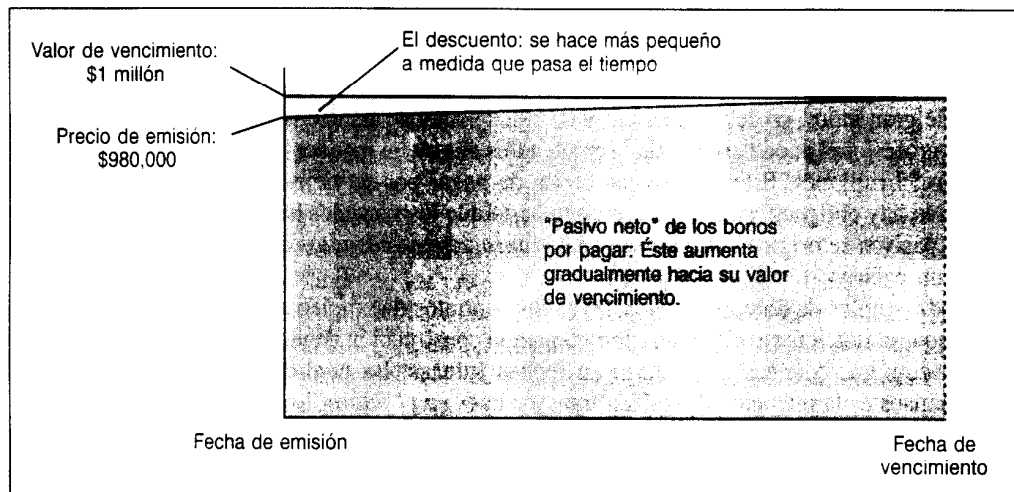 Valor de vencimiento:
$1 millón
El descuento: se hace más pequeño
a medida que pasa el tiempo
Precio de emisión:
$980,000
"Pasivo neto" de los bonos
por pagar: Éste aumenta
gradualmente hacia su valor
de vencimiento.
Fecha de emisión
Fecha de
vencimiento